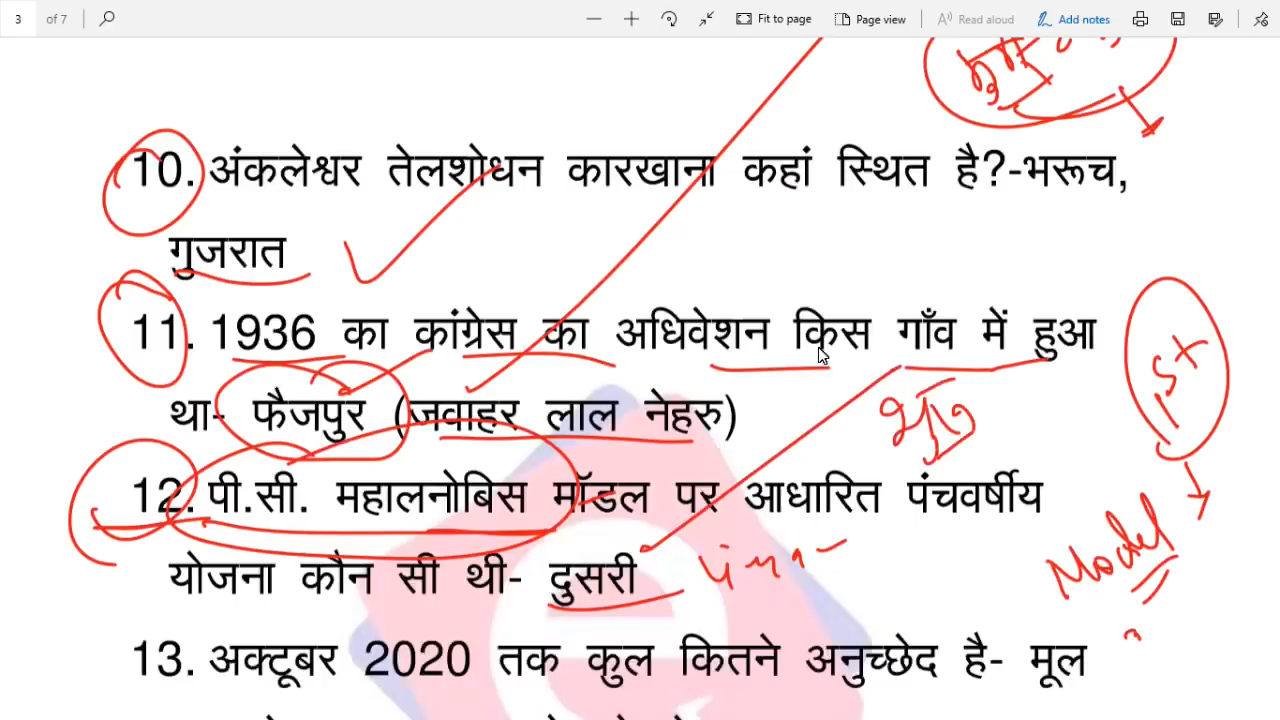 3 of 7 Fit to page Page view Read aloud Add notes
10. अंकलेश्वर तेलशोधन कारखाना कहां स्थित है?-भरूच,
गुजरात
11. 1936 का कांग्रेस का अधिवेशन किस गाँव में हुआ
था- फैजपुर (जवाहर लाल नेहरु)
1st
12. पी.सी. महालनोबिस मॉडल पर आधारित पंचवर्षीय
Model
योजना कौन सी थी- दुसरी
13. अक्टूबर 2020 तक कुल कितने अनुच्छेद है- मूल